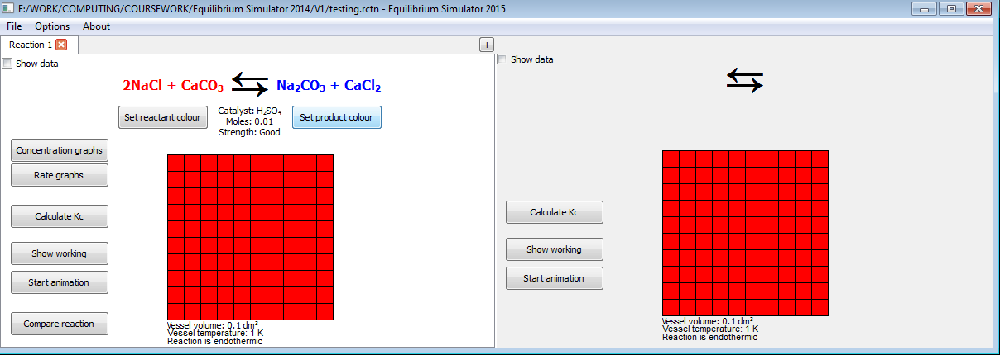 E:/WORK/COMPUTING/COURSEWORK/Equilibrium Simulator 2014/V1/testing.rctn - Equilibrium Simulator 2015
File Options About
Reaction 1
+
Show data
2NaCl + CaCO₃ ⇆ Na₂CO₃ + CaCl₂
Set reactant colour
Catalyst: H₂SO₄
Moles: 0.01
Strength: Good
Set product colour
Concentration graphs
Rate graphs
Calculate Kc
Show working
Start animation
Compare reaction
Vessel volume: 0.1 dm³
Vessel temperature: 1 K
Reaction is endothermic
Show data
⇆
Calculate Kc
Show working
Start animation
Vessel volume: 0.1 dm³
Vessel temperature: 1 K
Reaction is endothermic